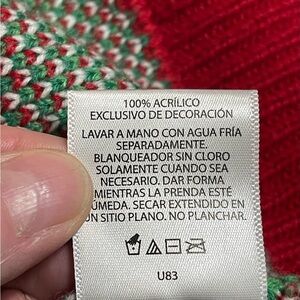 100% ACRÍLICO
EXCLUSIVO DE DECORACIÓN
LAVAR A MANO CON AGUA FRÍA
SEPARADAMENTE.
BLANQUEADOR SIN CLORO
SOLAMENTE CUANDO SEA
NECESARIO. DAR FORMA
MIENTRAS LA PRENDA ESTÉ
HÚMEDA. SECAR EXTENDIDO EN
UN SITIO PLANO. NO PLANCHAR.
U83